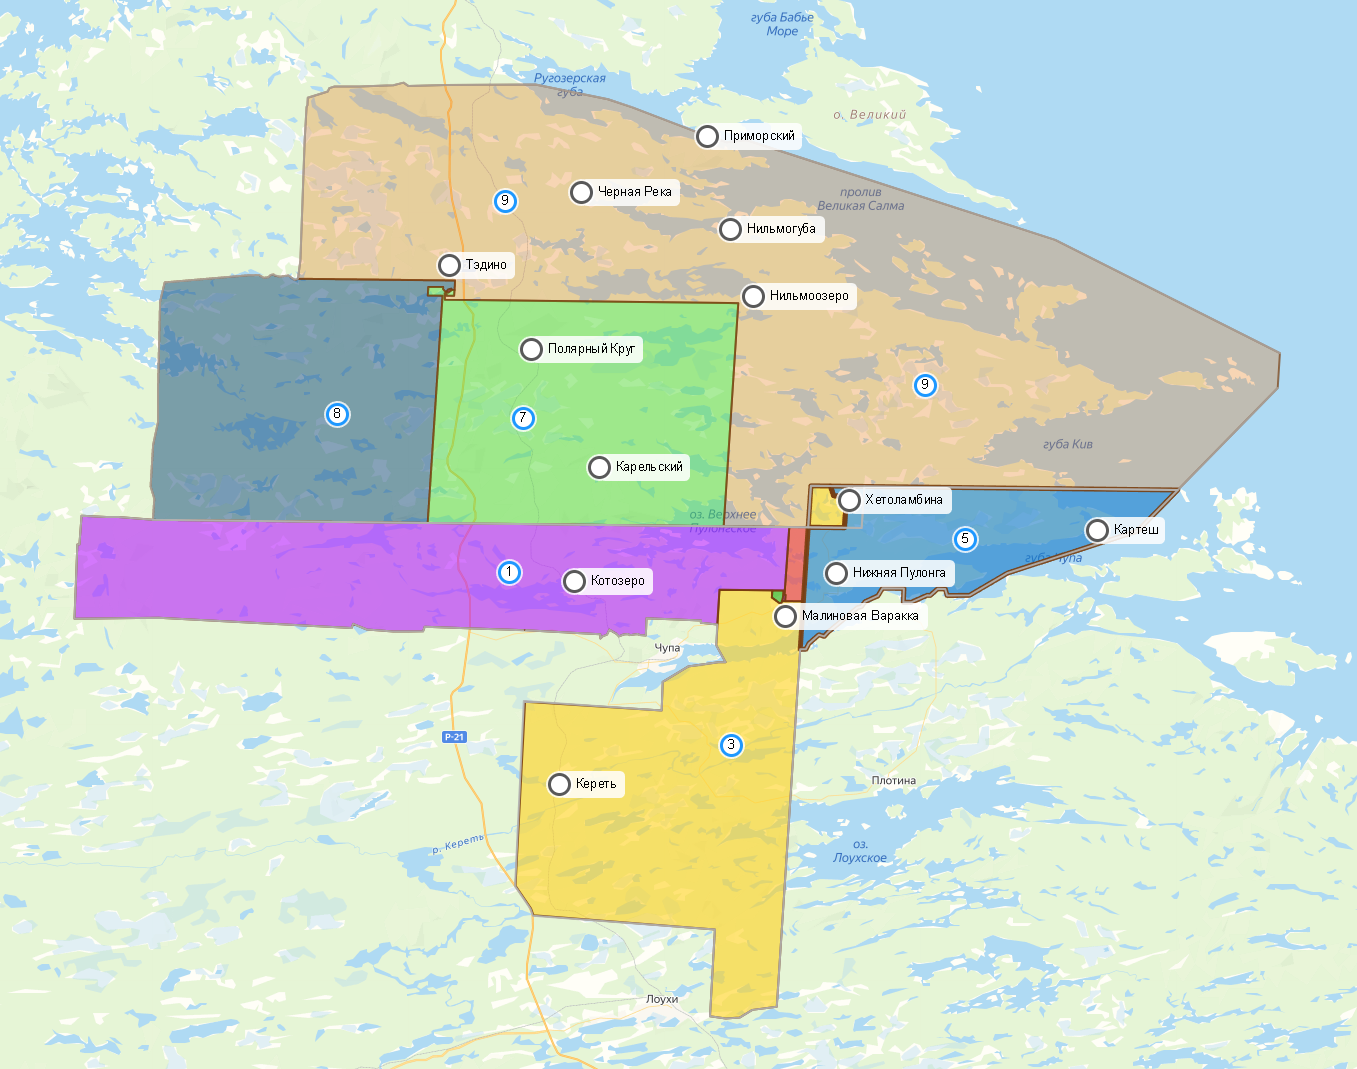 губа Бабье
Море
Ругозерская
губа
о. Великий
Приморский
Черная Река
пролив
Великая Салма
9
Нильмогуба
Тэдино
Нильмоозеро
Полярный Круг
9
8
7
губа Кив
Карельский
Хетоламбина
оз. Верхнее
Пулонгское
Картеш
5
губа Чупа
1
Котозеро
Нижняя Пулонга
Малиновая Варакка
Чупа
Р-21
3
Кереть
Плотина
р. Кереть
оз.
Лоухское
Лоухи